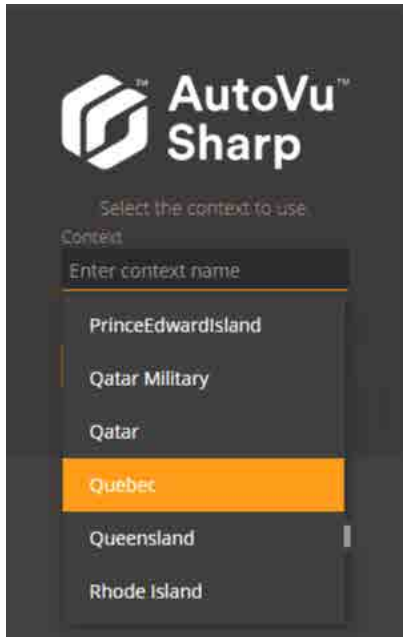 AutoVu™
Sharp
Select the context to use
Context
Enter context name
PrinceEdwardIsland
Qatar Military
Qatar
Quebec
Queensland
Rhode Island